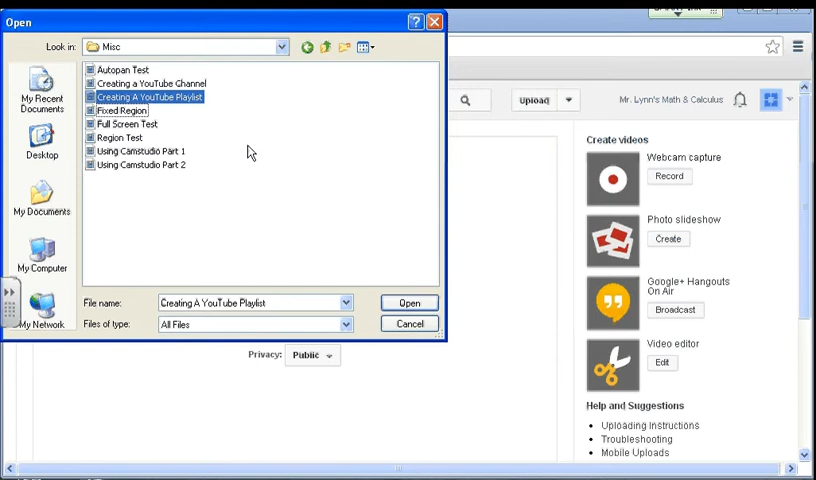 Open
Look in:
Misc
My Recent
Documents
Desktop
My Documents
My Computer
My Network
Autopan Test
Creating a YouTube Channel
Creating A YouTube Playlist
Fixed Region
Full Screen Test
Region Test
Using Camstudio Part 1
Using Camstudio Part 2
File name:
Creating A YouTube Playlist
Open
Files of type:
All Files
Cancel
Privacy:
Public
Upload
Mr. Lynn's Math & Calculus
Create videos
Webcam capture
Record
Photo slideshow
Create
Google+ Hangouts
On Air
Broadcast
Video editor
Edit
Help and Suggestions
Uploading Instructions
Troubleshooting
Mobile Uploads